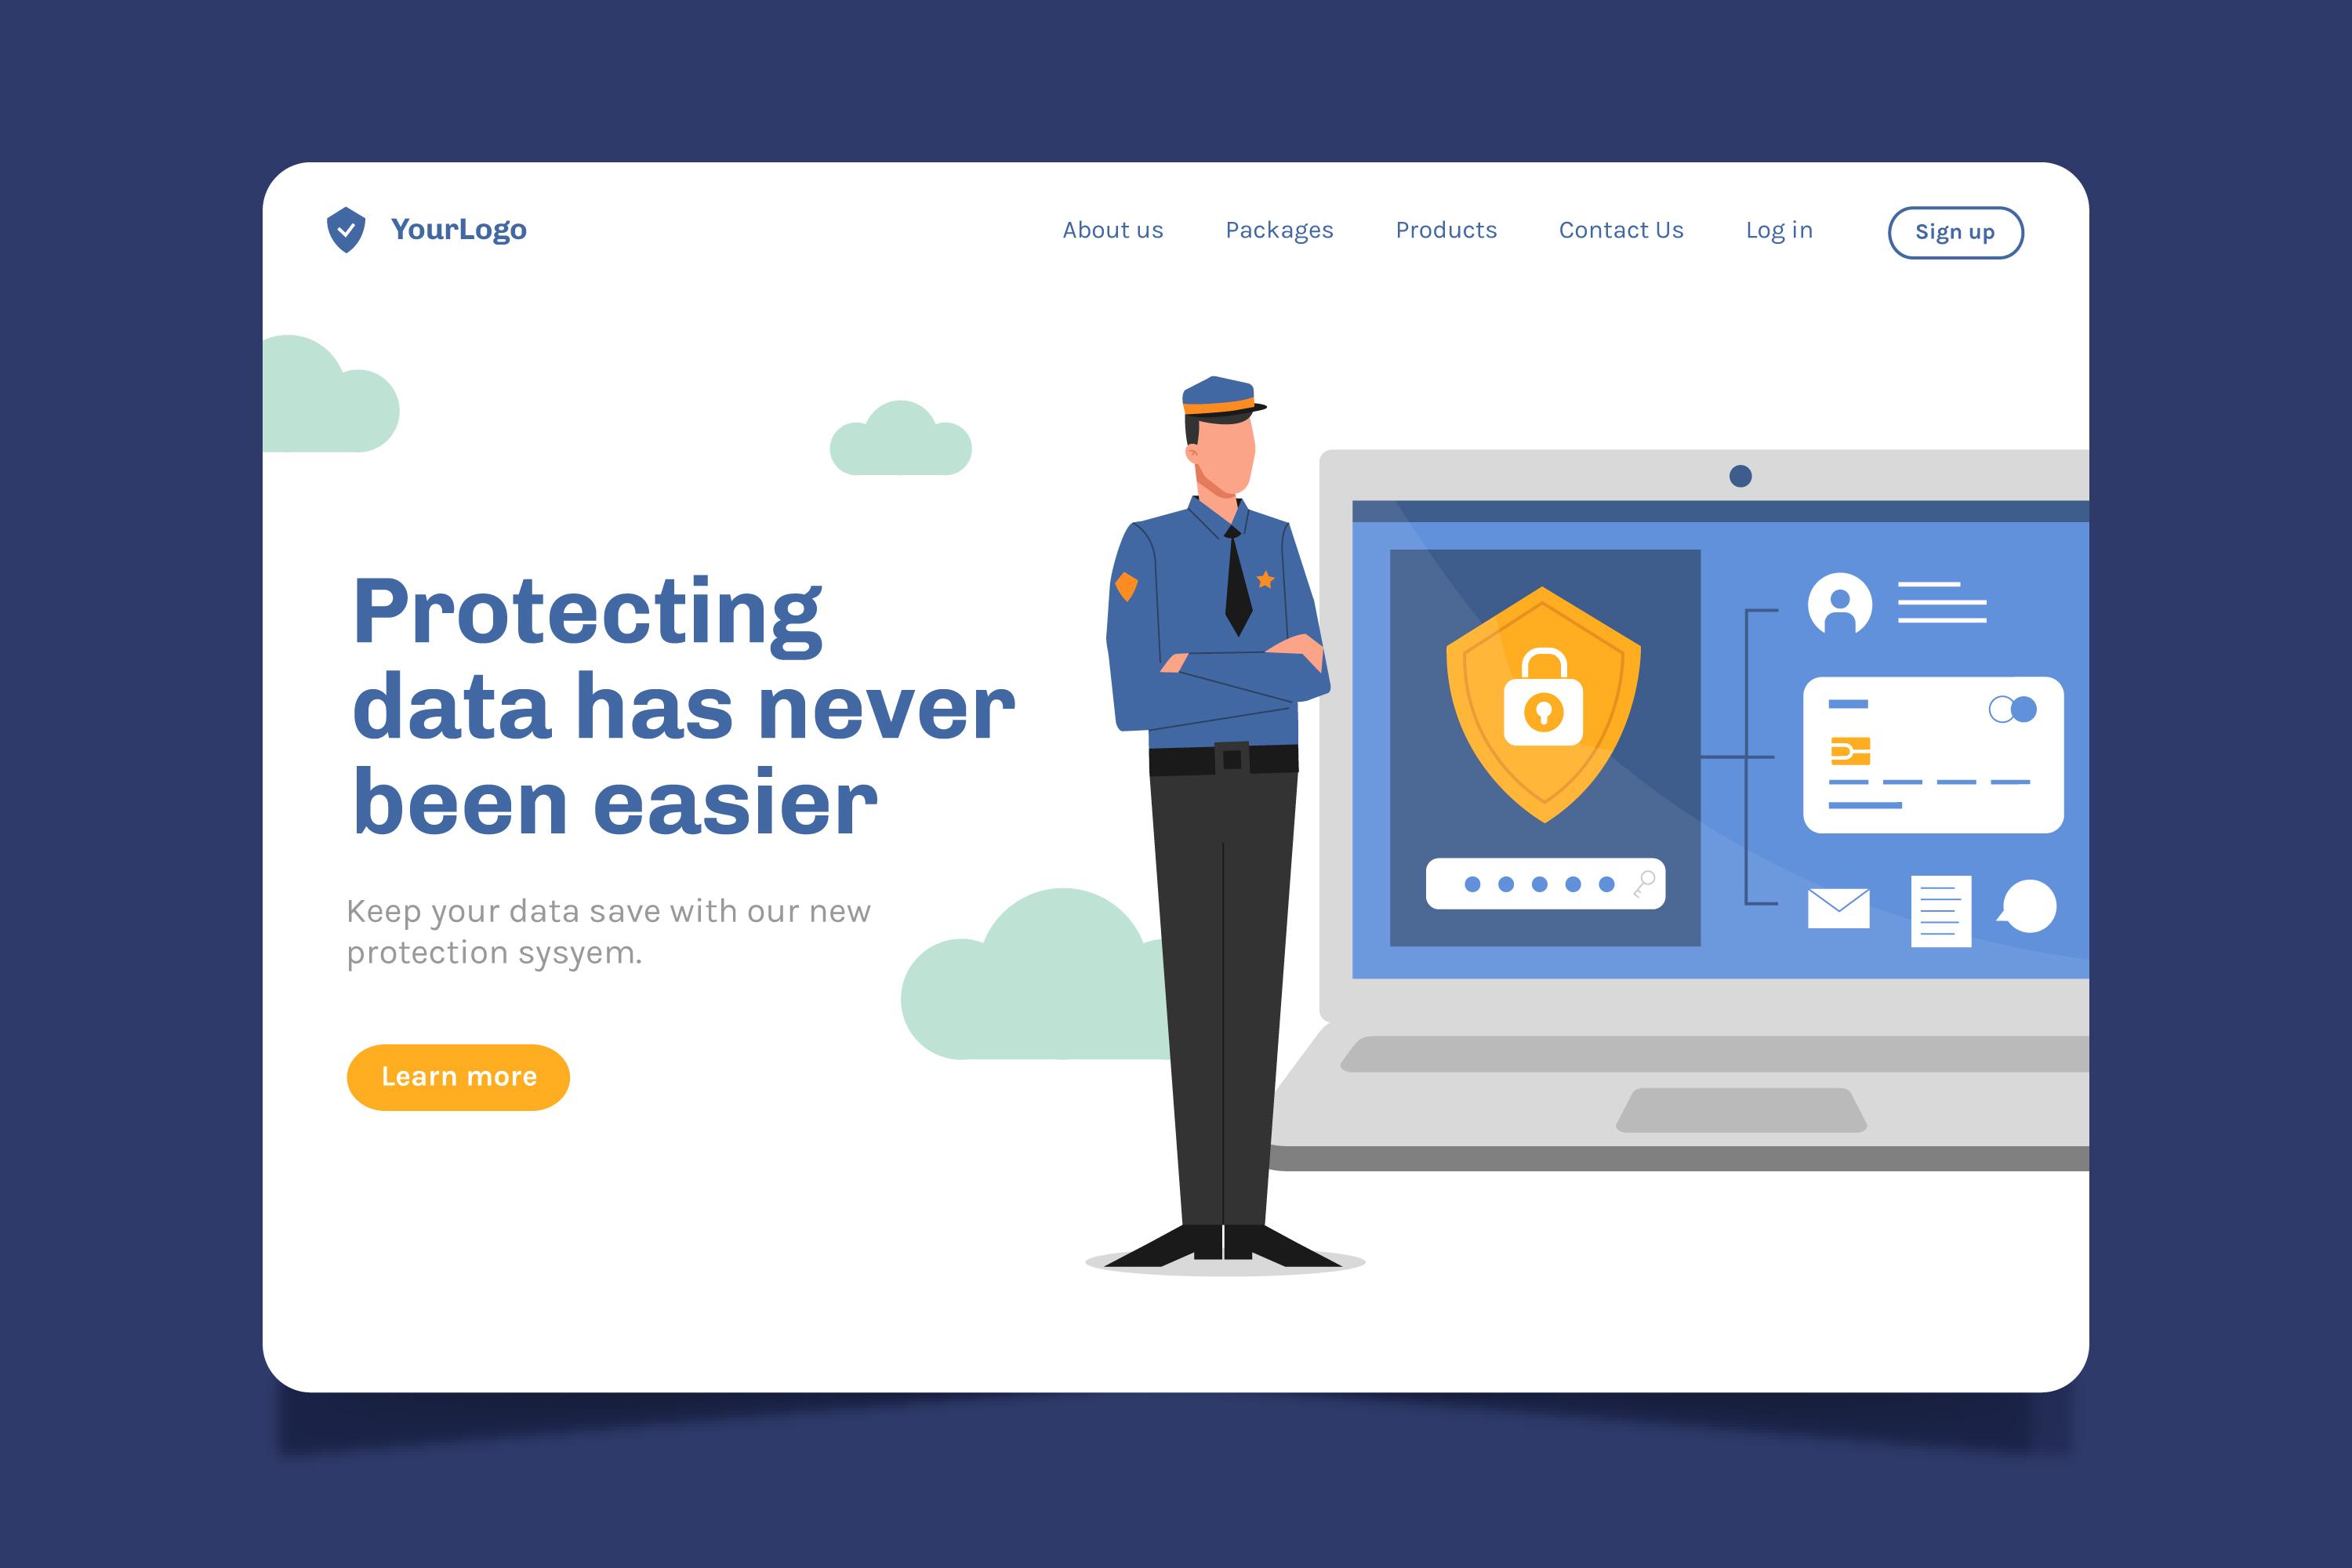 YourLogo
About us Packages Products Contact Us Log in Sign up
Protecting
data has never
been easier
Keep your data save with our new
protection sysyem.
Learn more